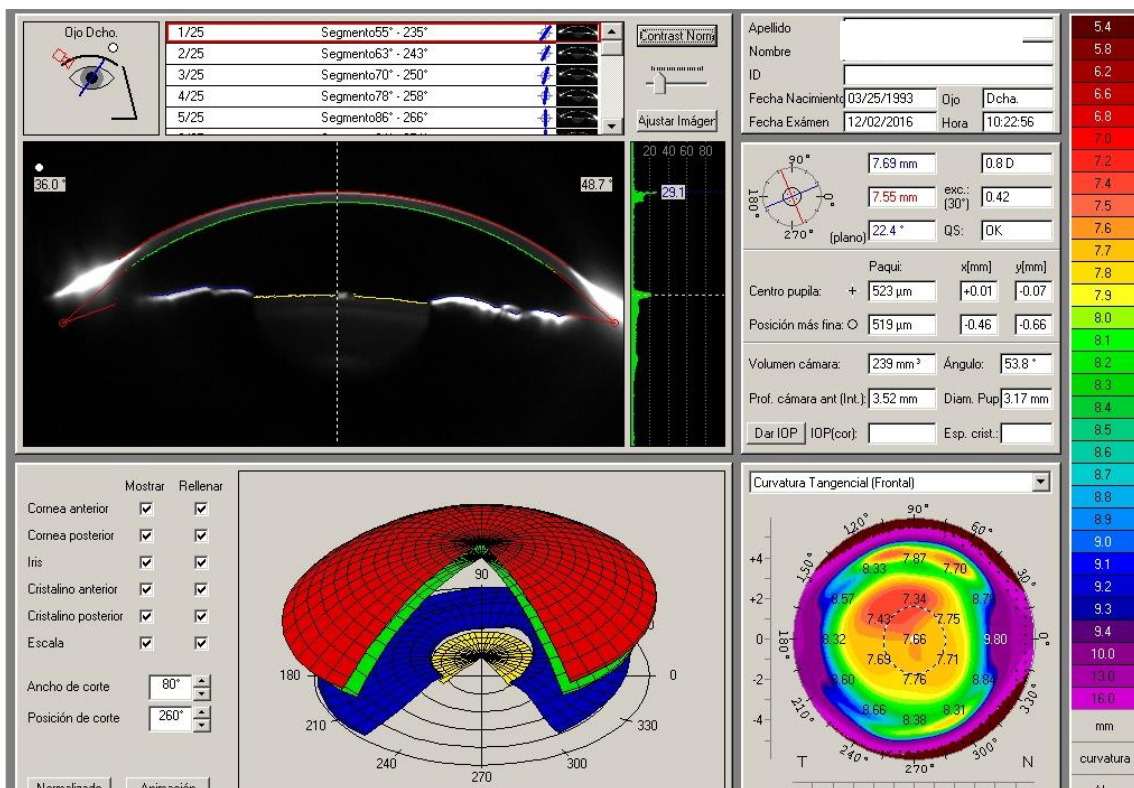 Ojo Dcho.
1/25 Segmento55° - 235°
2/25 Segmento63° - 243°
3/25 Segmento70° - 250°
4/25 Segmento78° - 258°
5/25 Segmento86° - 266°
Contrast Norm
Ajustar Imáger
36.0 °
48.7 °
20 40 60 80
29.1
Apellido
Nombre
ID
Fecha Nacimiento 03/25/1993 Ojo Dcha.
Fecha Exámen 12/02/2016 Hora 10:22:56
90°
180°
0°
270°
7.69 mm 0.8 D
7.55 mm exc.: (30°) 0.42
(plano) 22.4 ° QS: OK
Paqui: x[mm] y[mm]
Centro pupila: + 523 µm +0.01 -0.07
Posición más fina: O 519 µm -0.46 -0.66
Volumen cámara: 239 mm³ Ángulo: 53.8 °
Prof. cámara ant (Int.): 3.52 mm Diam. Pup 3.17 mm
Dar IOP IOP(cor): Esp. crist.:
Mostrar Rellenar
Cornea anterior
Cornea posterior
Iris
Cristalino anterior
Cristalino posterior
Escala
Ancho de corte 80°
Posición de corte 260°
Normalizado Animación
90
180
0
210
330
240
300
270
Curvatura Tangencial (Frontal)
90°
120° 60°
150° 30°
180° 0°
210° 330°
240° 300°
270°
+4
+2
0
-2
-4
7.87
8.33 7.70
8.57 7.34
7.43 7.75
8.32 7.66 9.80
7.69 7.71
8.60 7.76 8.84
8.66 8.31
8.38
T N
5.4
5.8
6.2
6.6
6.8
7.0
7.2
7.4
7.5
7.6
7.7
7.8
7.9
8.0
8.1
8.2
8.3
8.4
8.5
8.6
8.7
8.8
8.9
9.0
9.1
9.2
9.3
9.4
10.0
13.0
16.0
mm
curvatura